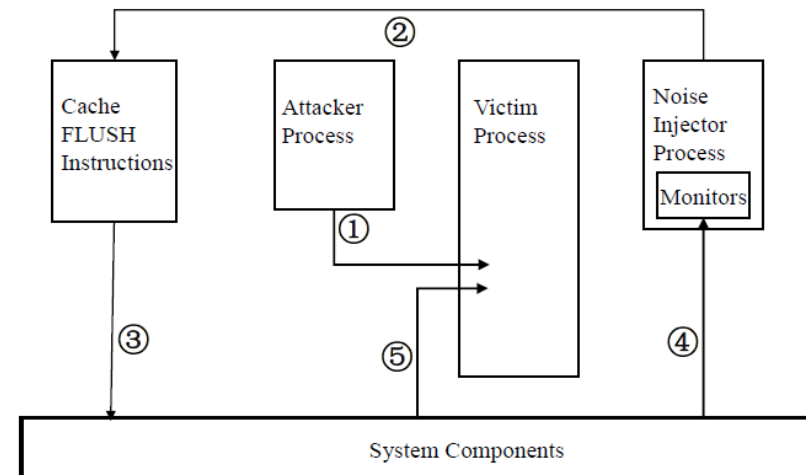 ②
Cache
FLUSH
Instructions
Attacker
Process
Victim
Process
Noise
Injector
Process
Monitors
①
③
⑤
④
System Components